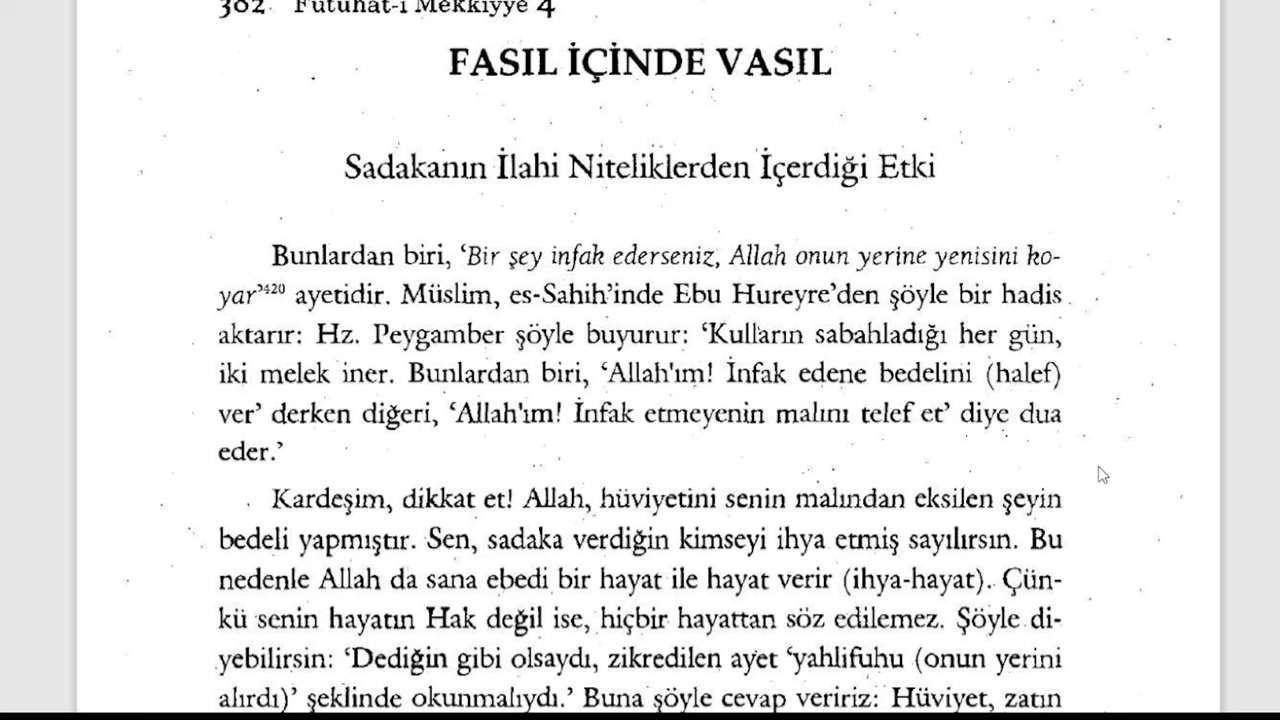 302 Fütuhat-ı Mekkiyye 4
FASIL İÇİNDE VASIL
Sadakanın İlahi Niteliklerden İçerdiği Etki
Bunlardan biri, ‘Bir şey infak ederseniz, Allah onun yerine yenisini ko-
yar’⁴²⁰ ayetidir. Müslim, es-Sahih’inde Ebu Hureyre’den şöyle bir hadis
aktarır: Hz. Peygamber şöyle buyurur: ‘Kulların sabahladığı her gün,
iki melek iner. Bunlardan biri, ‘Allah'ım! İnfak edene bedelini (halef)
ver’ derken diğeri, ‘Allah'ım! İnfak etmeyenin malını telef et’ diye dua
eder.’
Kardeşim, dikkat et! Allah, hüviyetini senin malından eksilen şeyin
bedeli yapmıştır. Sen, sadaka verdiğin kimseyi ihya etmiş sayılırsın. Bu
nedenle Allah da sana ebedi bir hayat ile hayat verir (ihya-hayat). Çün-
kü senin hayatın Hak değil ise, hiçbir hayattan söz edilemez. Şöyle di-
yebilirsin: ‘Dediğin gibi olsaydı, zikredilen ayet ‘yahlifuhu (onun yerini
alırdı)’ şeklinde okunmalıydı.’ Buna şöyle cevap veririz: Hüviyet, zatın